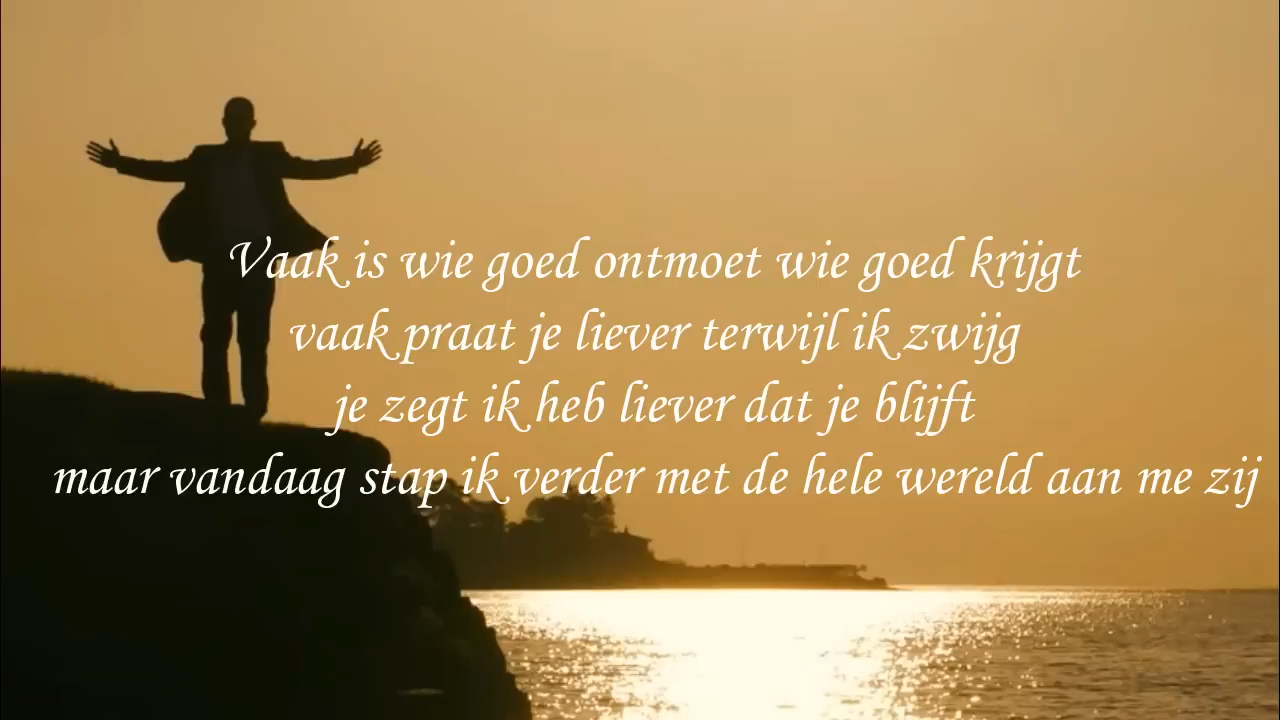 Vaak is wie goed ontmoet wie goed krijgt
vaak praat je liever terwijl ik zwijg
je zegt ik heb liever dat je blijft
maar vandaag stap ik verder met de hele wereld aan me zij